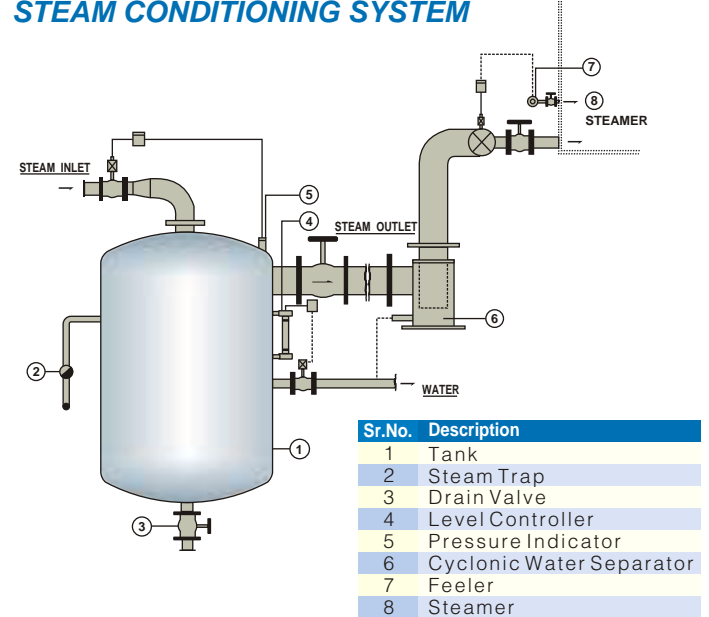 STEAM CONDITIONING SYSTEM
7
8
STEAMER
STEAM INLET
5
4
STEAM OUTLET
6
2
WATER
1
3
Sr.No. Description
1 Tank
2 Steam Trap
3 Drain Valve
4 Level Controller
5 Pressure Indicator
6 Cyclonic Water Separator
7 Feeler
8 Steamer